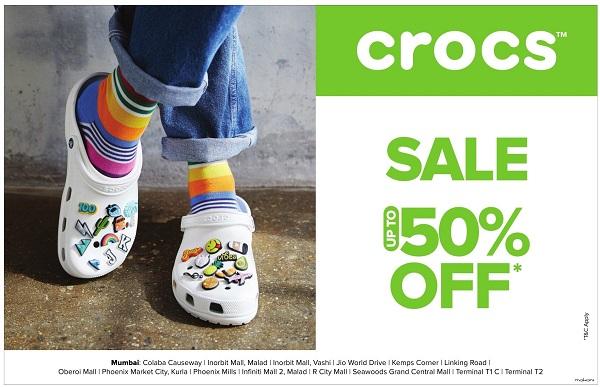 crocs™
SALE
UP TO 50%
OFF*
*T&C Apply
100
J K
Mumbai: Colaba Causeway I Inorbit Mall, Malad I Inorbit Mall, Vashi I Jio World Drive I Kemps Corner I Linking Road I
Oberoi Mall I Phoenix Market City, Kurla I Phoenix Mills I Infiniti Mall 2, Malad I R City Mall I Seawoods Grand Central Mall I Terminal T1 C I Terminal T2
makani